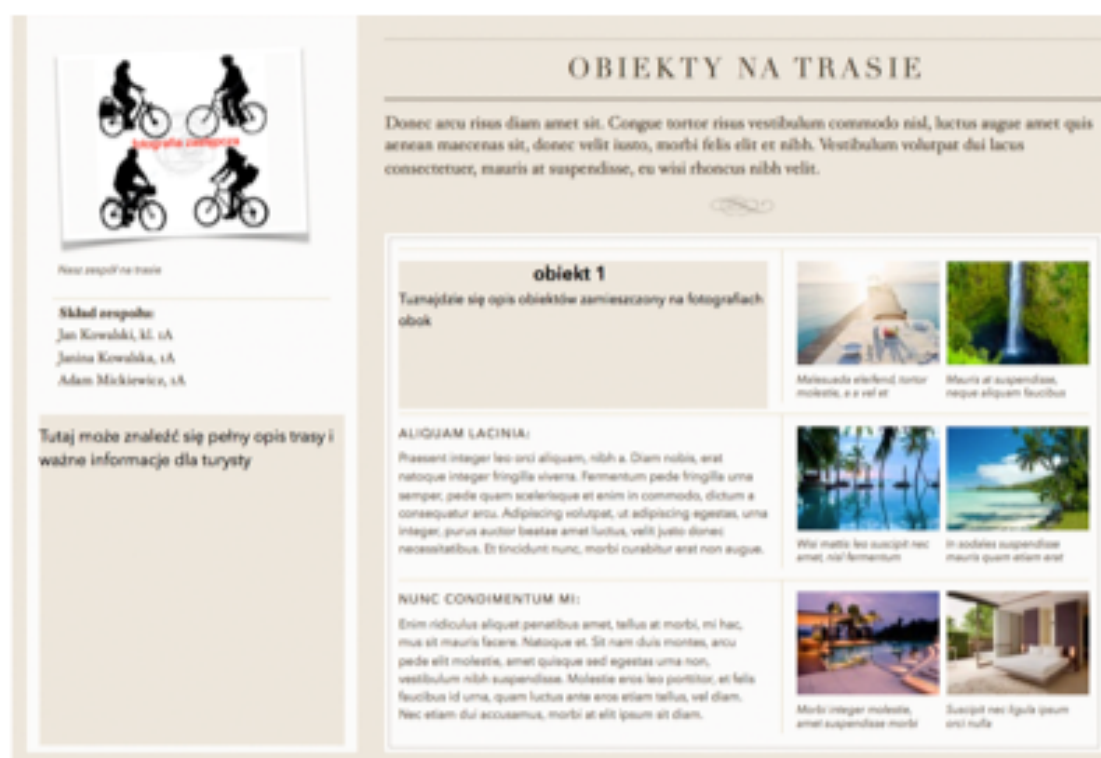 fotografia zastępcza
Nasz zespół na trasie
Skład zespołu:
Jan Kowalski, kl. 1A
Janina Kowalska, 1A
Adam Mickiewicz, 1A
Tutaj może znaleźć się pełny opis trasy i
ważne informacje dla turysty
OBIEKTY NA TRASIE
Donec arcu risus diam amet sit. Congue tortor risus vestibulum commodo nisl, luctus augue amet quis
aenean maecenas sit, donec velit iusto, morbi felis elit et nibh. Vestibulum volutpat dui lacus
consectetuer, mauris at suspendisse, eu wisi rhoncus nibh velit.
obiekt 1
Tuznajdzie się opis obiektów zamieszczony na fotografiach
obok
Malesuada eleifend, tortor
molestie, a a vel et
Mauris at suspendisse,
neque aliquam faucibus
ALIQUAM LACINIA:
Praesent integer leo orci aliquam, nibh a. Diam nobis, erat
natoque integer fringilla viverra. Fermentum pede fringilla urna
semper, pede quam scelerisque et enim in commodo, dictum a
consequatur arcu. Adipiscing volutpat, ut adipiscing egestas, urna
integer, purus auctor beatae amet luctus, velit justo donec
necessitatibus. Et tincidunt nunc, morbi curabitur erat non augue.
Wisi mattis leo suscipit nec
amet, nisl fermentum
In sodales suspendisse
mauris quam etiam erat
NUNC CONDIMENTUM MI:
Enim ridiculus aliquet penatibus amet, tellus at morbi, mi hac,
mus sit mauris facere. Natoque et. Sit nam duis montes, arcu
pede elit molestie, amet quisque sed egestas urna non,
vestibulum nibh suspendisse. Molestie eros leo porttitor, et felis
faucibus id urna, quam luctus ante eros etiam tellus, vel diam.
Nec etiam dui accusamus, morbi at elit ipsum sit diam.
Morbi integer molestie,
amet suspendisse morbi
Suscipit nec ligula ipsum
orci nulla